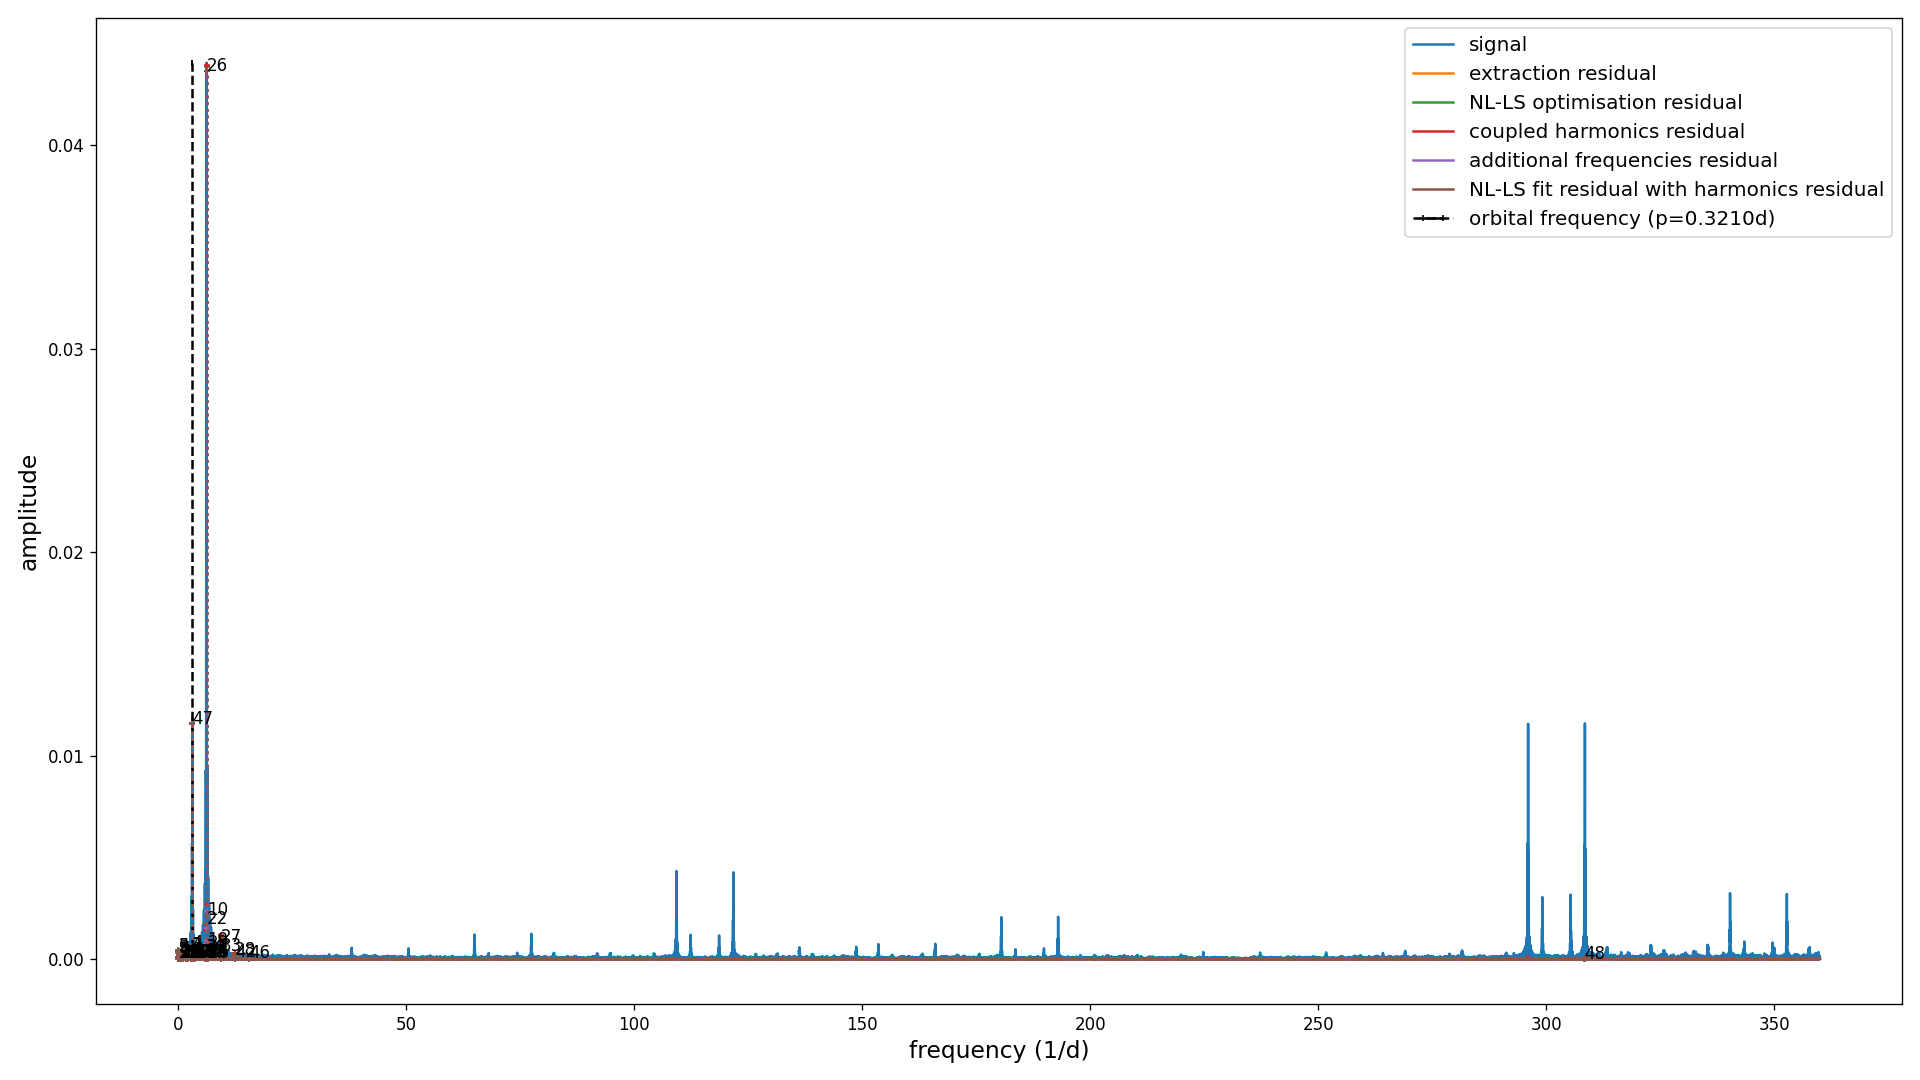 signal
extraction residual
NL-LS optimisation residual
coupled harmonics residual
additional frequencies residual
NL-LS fit residual with harmonics residual
orbital frequency (p=0.3210d)
26
0.04
0.03
0.02
47
0.01
10
22
27
46
48
0.00
0
50
100
150
200
250
300
350
amplitude
frequency (1/d)